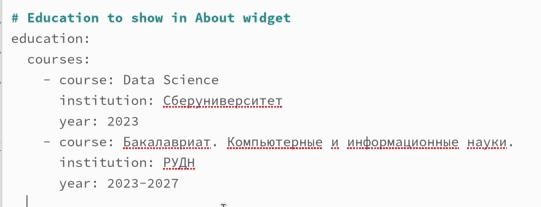 # Education to show in About widget
education:
  courses:
    - course: Data Science
      institution: Сберуниверситет
      year: 2023
    - course: Бакалавриат. Компьютерные и информационные науки.
      institution: РУДН
      year: 2023-2027